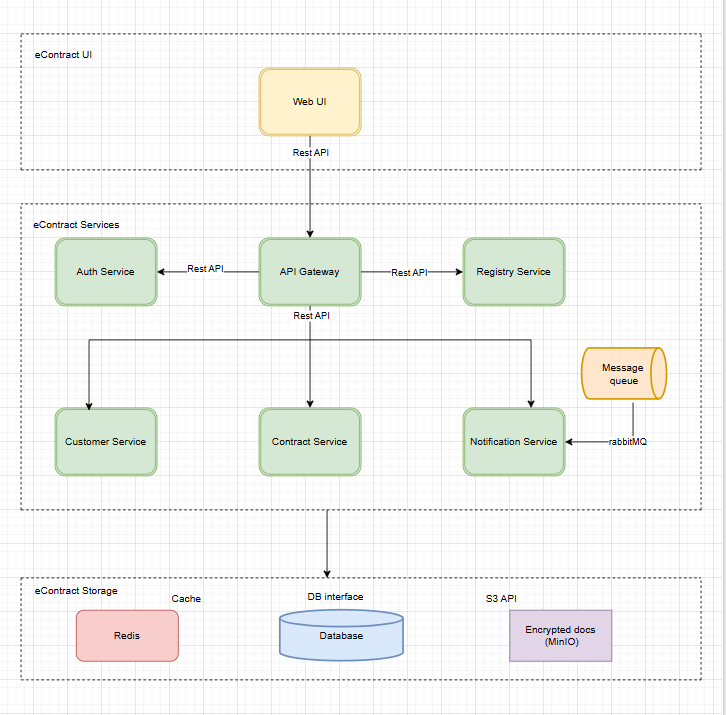 eContract UI
Web UI
Rest API
eContract Services
Auth Service
Rest API
API Gateway
Rest API
Registry Service
Rest API
Message
queue
Customer Service
Contract Service
Notification Service
rabbitMQ
eContract Storage
Cache
DB interface
S3 API
Redis
Database
Encrypted docs
(MinIO)